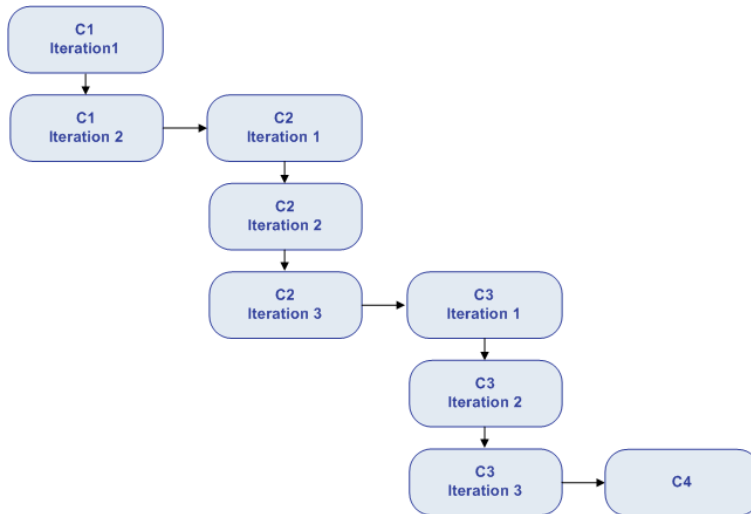 C1
Iteration1
C1
Iteration 2
C2
Iteration 1
C2
Iteration 2
C2
Iteration 3
C3
Iteration 1
C3
Iteration 2
C3
Iteration 3
C4